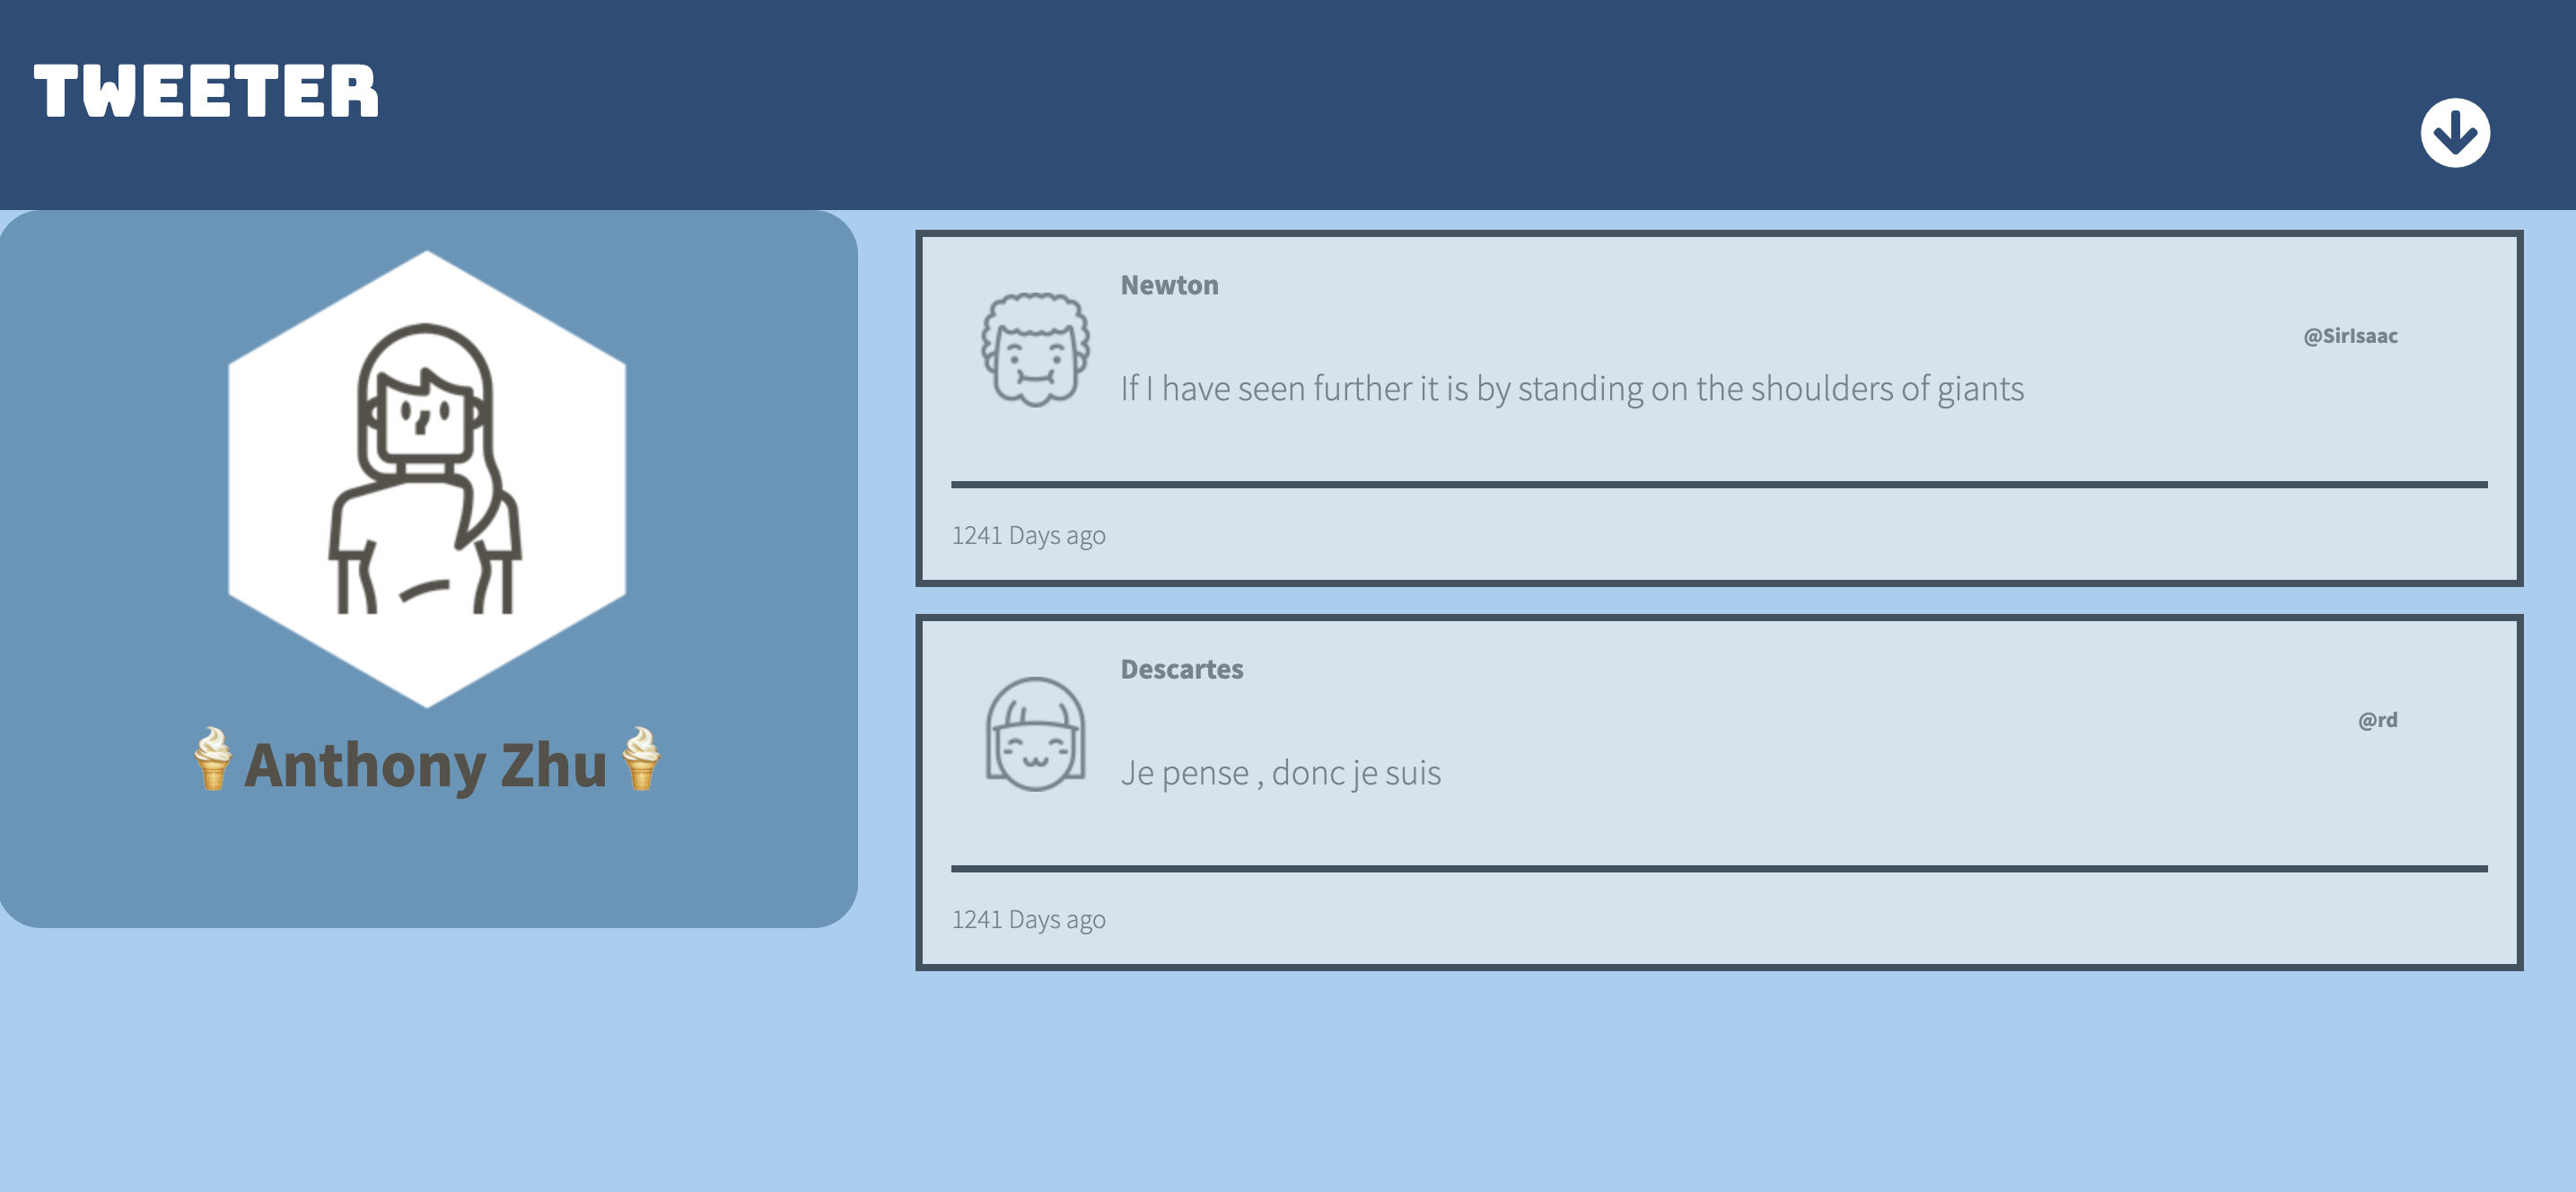 TWEETER
🍦Anthony Zhu🍦
Newton
@SirIsaac
If I have seen further it is by standing on the shoulders of giants
1241 Days ago
Descartes
@rd
Je pense , donc je suis
1241 Days ago